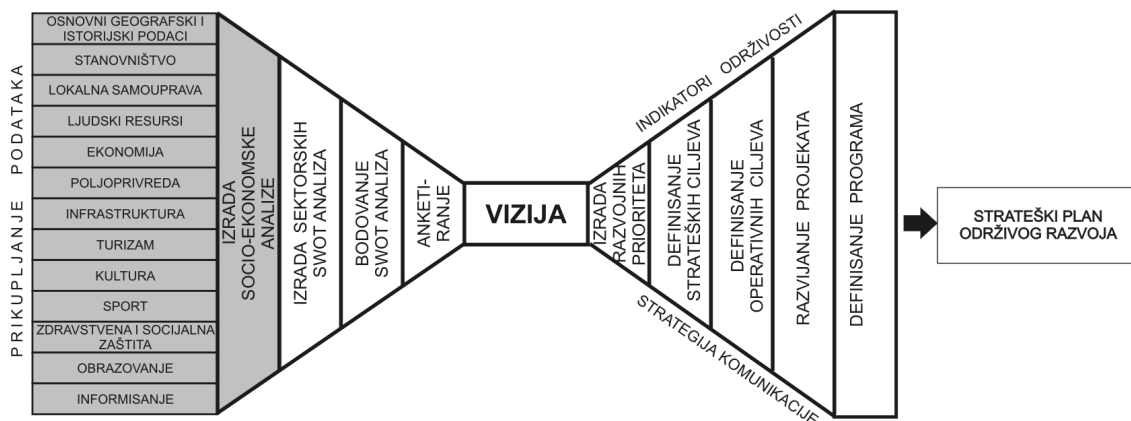 PRIKUPLJANJE PODATAKA
OSNOVNI GEOGRAFSKI I
ISTORIJSKI PODACI
STANOVNIŠTVO
LOKALNA SAMOUPRAVA
LJUDSKI RESURSI
EKONOMIJA
POLJOPRIVREDA
INFRASTRUKTURA
TURIZAM
KULTURA
SPORT
ZDRAVSTVENA I SOCIJALNA
ZAŠTITA
OBRAZOVANJE
INFORMISANJE
IZRADA
SOCIO-EKONOMSKE
ANALIZE
IZRADA SEKTORSKIH
SWOT ANALIZA
BODOVANJE
SWOT ANALIZA
ANKETI-
RANJE
VIZIJA
IZRADA
RAZVOJNIH
PRIORITETA
DEFINISANJE
STRATEŠKIH CILJEVA
DEFINISANJE
OPERATIVNIH CILJEVA
RAZVIJANJE PROJEKATA
DEFINISANJE PROGRAMA
INDIKATORI ODRŽIVOSTI
STRATEGIJA KOMUNIKACIJE
STRATEŠKI PLAN
ODRŽIVOG RAZVOJA